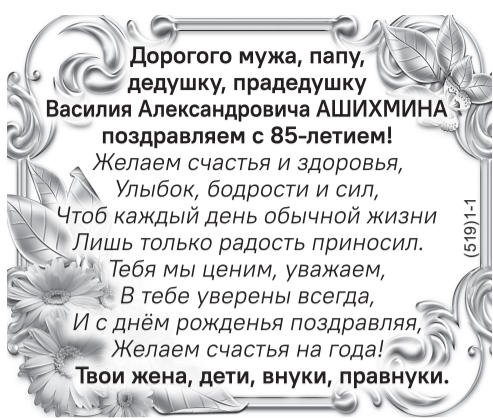 Дорогого мужа, папу,
дедушку, прадедушку
Василия Александровича АШИХМИНА
поздравляем с 85-летием!
Желаем счастья и здоровья,
Улыбок, бодрости и сил,
Чтоб каждый день обычной жизни
Лишь только радость приносил.
Тебя мы ценим, уважаем,
В тебе уверены всегда,
И с днём рожденья поздравляя,
Желаем счастья на года!
Твои жена, дети, внуки, правнуки.
(519)1-1